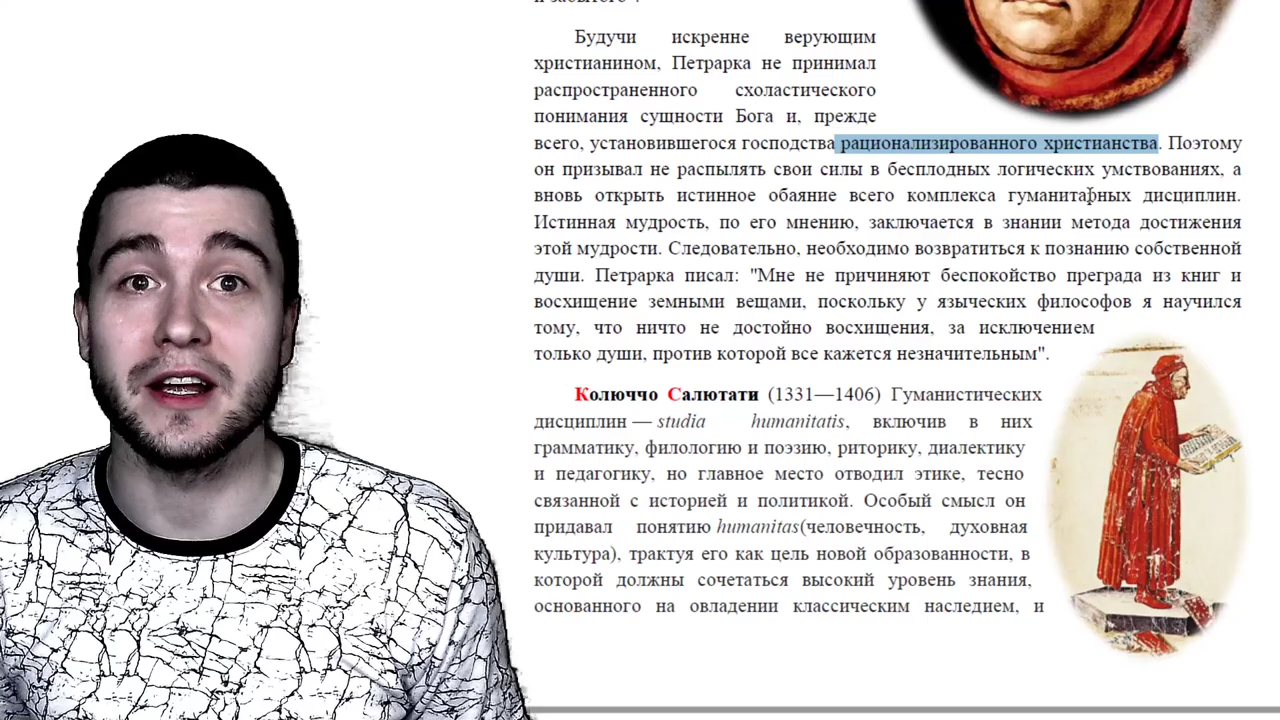 Будучи искренне верующим
христианином, Петрарка не принимал
распространенного схоластического
понимания сущности Бога и, прежде
всего, установившегося господства рационализированного христианства. Поэтому
он призывал не распылять свои силы в бесплодных логических умствованиях, а
вновь открыть истинное обаяние всего комплекса гуманитарных дисциплин.
Истинная мудрость, по его мнению, заключается в знании метода достижения
этой мудрости. Следовательно, необходимо возвратиться к познанию собственной
души. Петрарка писал: "Мне не причиняют беспокойство преграда из книг и
восхищение земными вещами, поскольку у языческих философов я научился
тому, что ничто не достойно восхищения, за исключением
только души, против которой все кажется незначительным".
Колюччо Салютати (1331—1406) Гуманистических
дисциплин — studia humanitatis, включив в них
грамматику, филологию и поэзию, риторику, диалектику
и педагогику, но главное место отводил этике, тесно
связанной с историей и политикой. Особый смысл он
придавал понятию humanitas(человечность, духовная
культура), трактуя его как цель новой образованности, в
которой должны сочетаться высокий уровень знания,
основанного на овладении классическим наследием, и